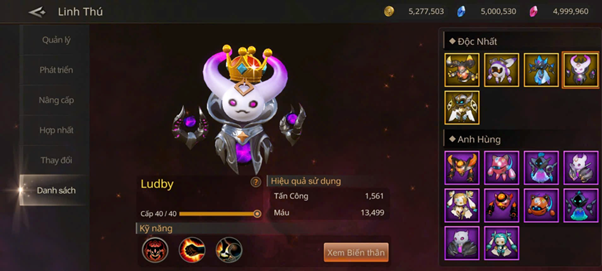 Linh Thú
5,277,503 5,000,530 4,999,960
Quản lý
Phát triển
Nâng cấp
Hợp nhất
Thay đổi
Danh sách
Ludby
Cấp 40 / 40
Kỹ năng
Hiệu quả sử dụng
Tấn Công 1,561
Máu 13,499
Xem Biến thần
Độc Nhất
Anh Hùng